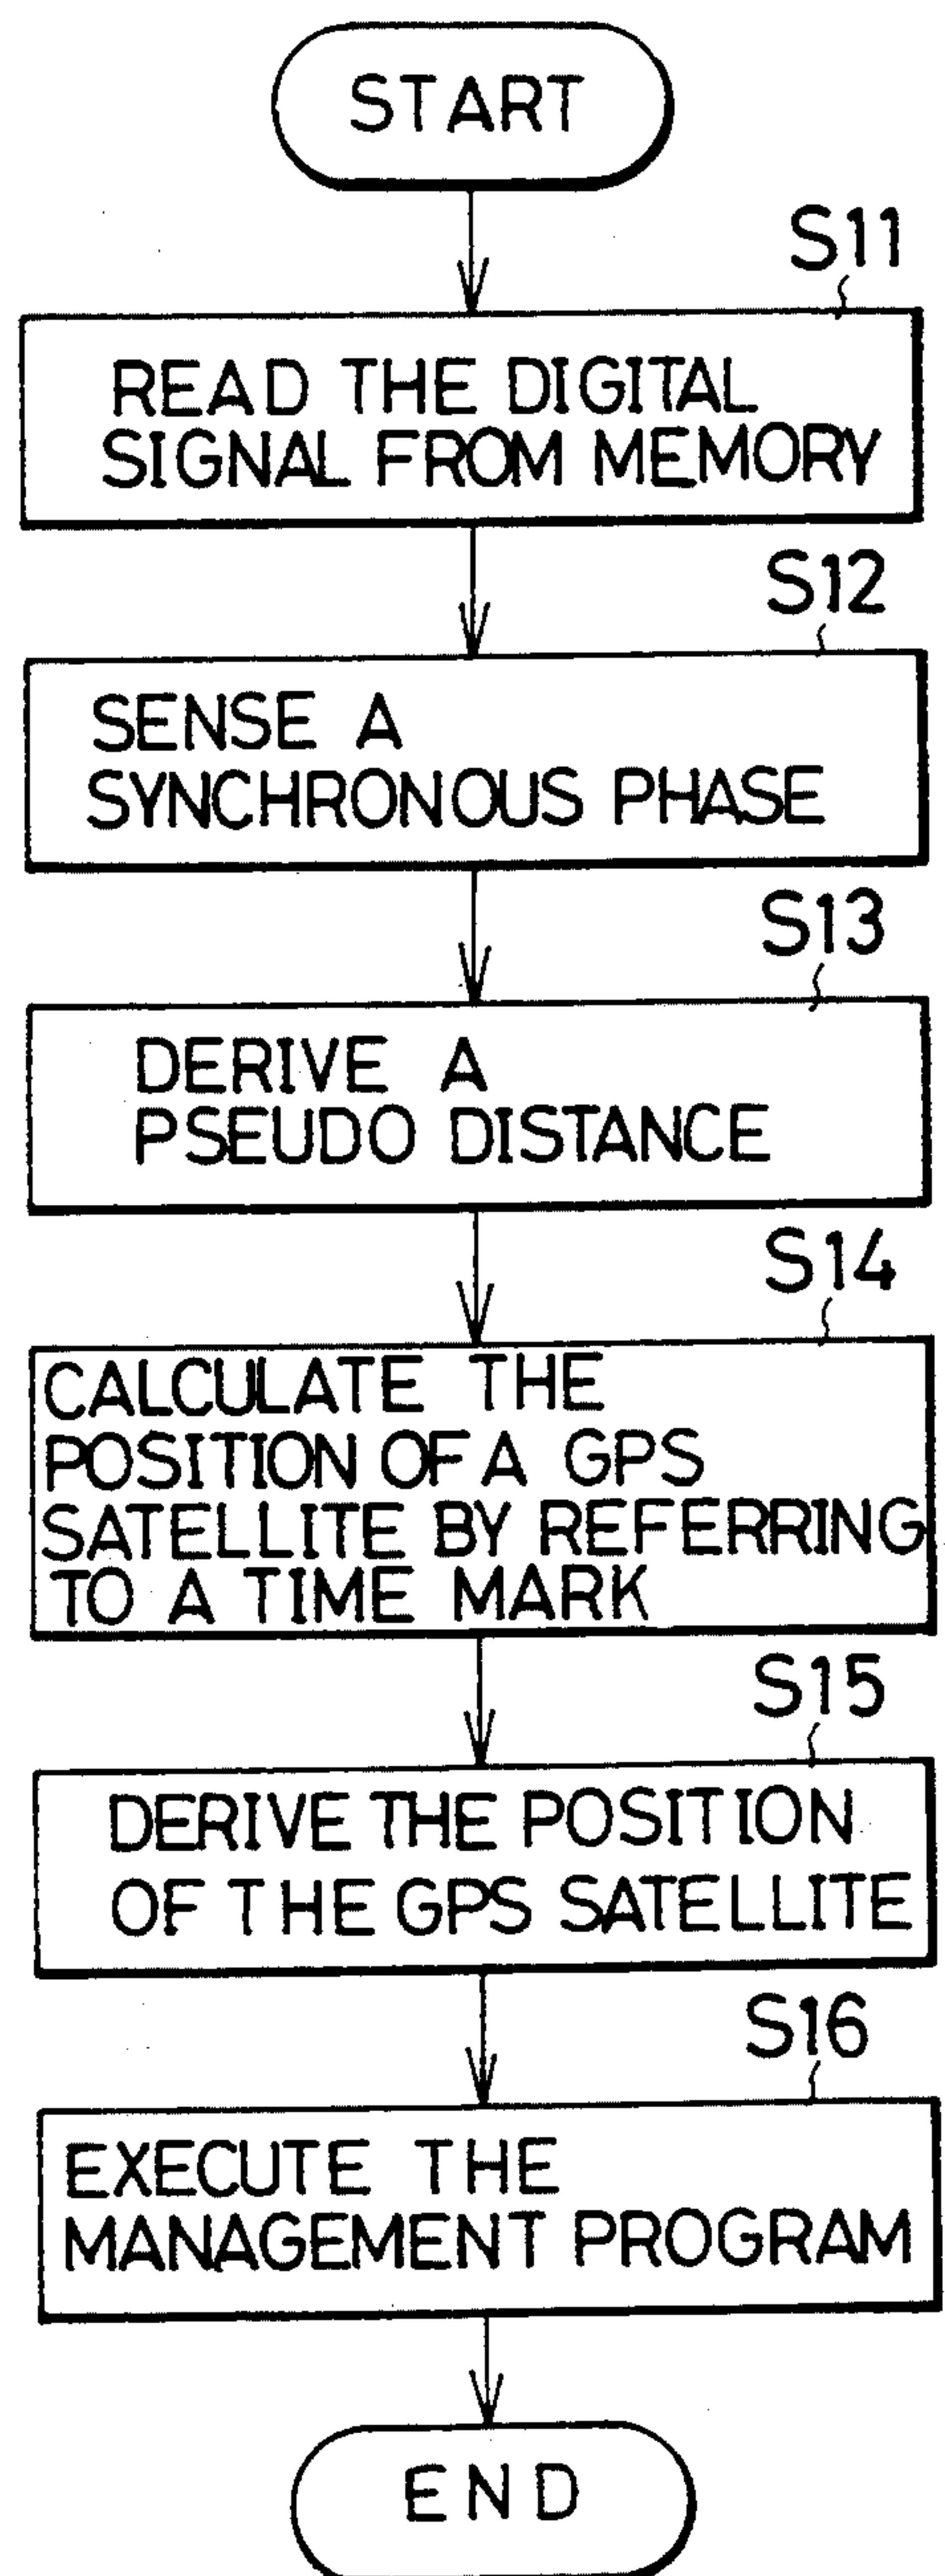 START
S11
READ THE DIGITAL
SIGNAL FROM MEMORY
S12
SENSE A
SYNCHRONOUS PHASE
S13
DERIVE A
PSEUDO DISTANCE
S14
CALCULATE THE
POSITION OF A GPS
SATELLITE BY REFERRING
TO A TIME MARK
S15
DERIVE THE POSITION
OF THE GPS SATELLITE
S16
EXECUTE THE
MANAGEMENT PROGRAM
END